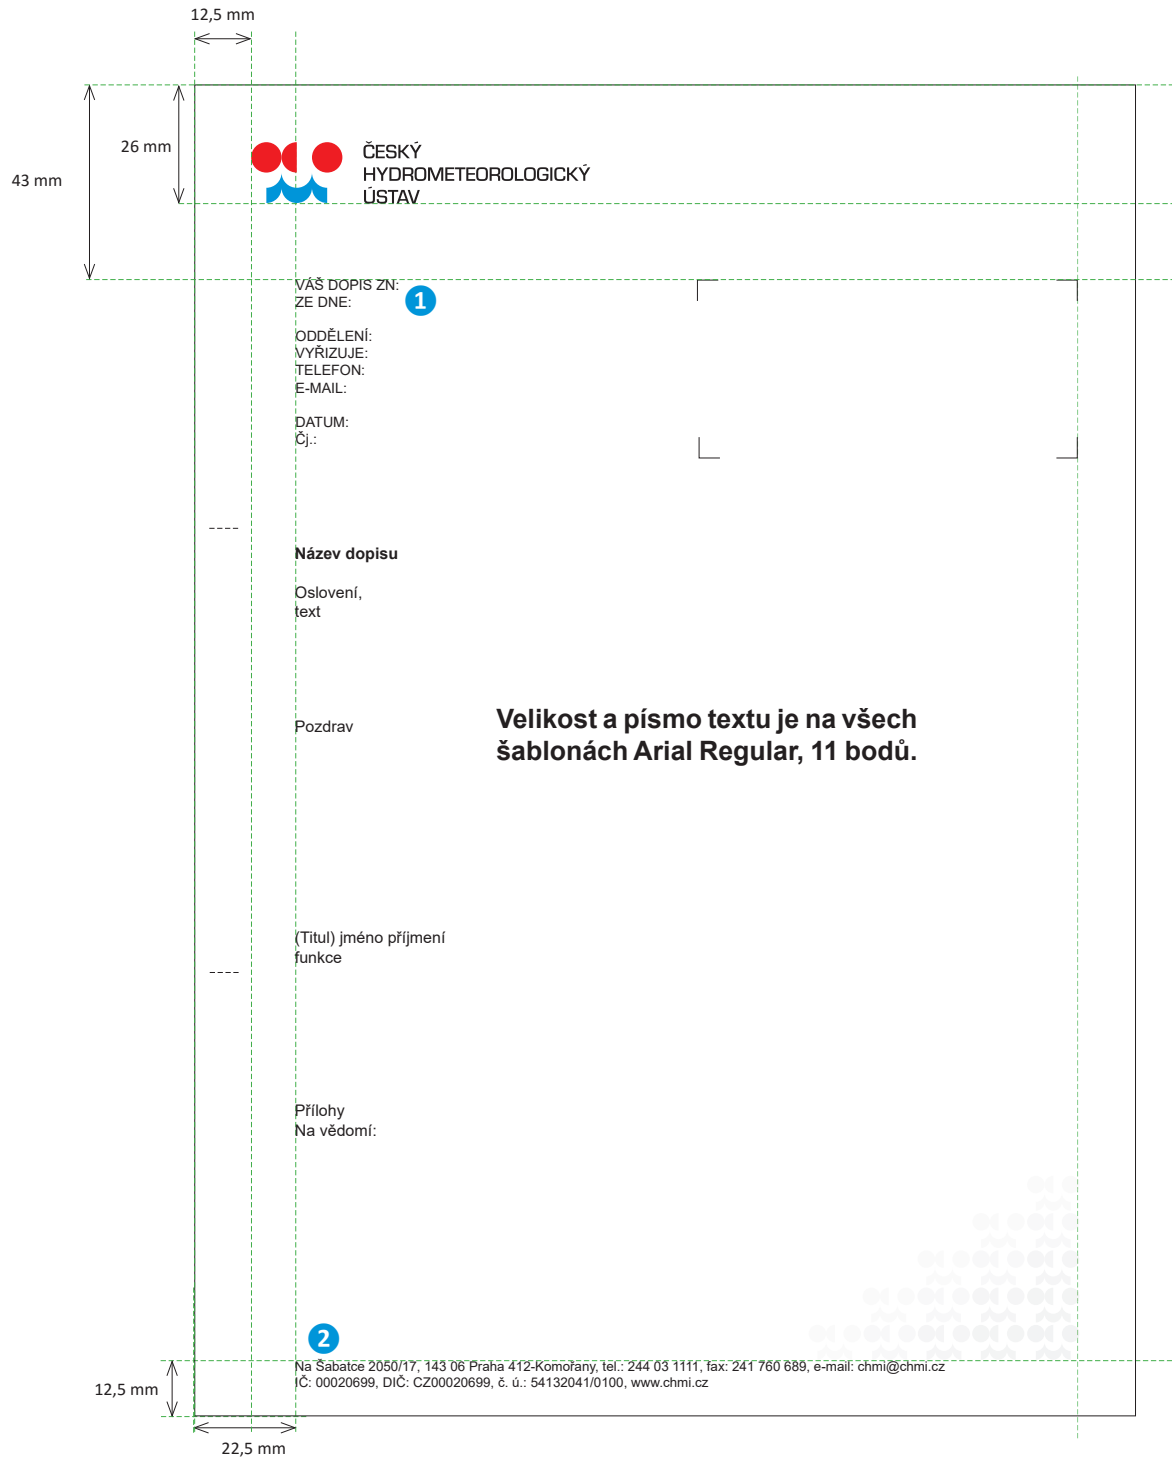 12,5 mm
26 mm
43 mm
ČESKÝ
HYDROMETEOROLOGICKÝ
ÚSTAV
VÁŠ DOPIS ZN:
ZE DNE:
1
ODDĚLENÍ:
VYŘIZUJE:
TELEFON:
E-MAIL:
DATUM:
Čj.:
Název dopisu
Oslovení,
text
Pozdrav
Velikost a písmo textu je na všech
šablonách Arial Regular, 11 bodů.
(Titul) jméno příjmení
funkce
Přílohy
Na vědomí:
2
Na Šabatce 2050/17, 143 06 Praha 412-Komořany, tel.: 244 03 1111, fax: 241 760 689, e-mail: chmi@chmi.cz
IČ: 00020699, DIČ: CZ00020699, č. ú.: 54132041/0100, www.chmi.cz
12,5 mm
22,5 mm